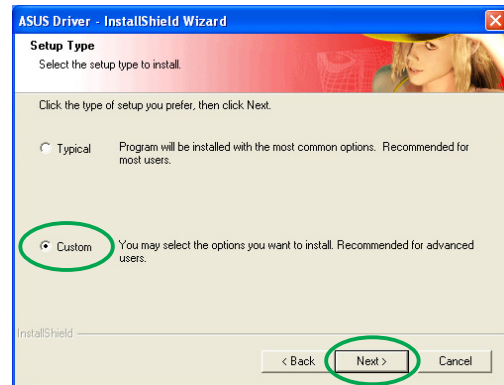 ASUS Driver - InstallShield Wizard
Setup Type
Select the setup type to install.
Click the type of setup you prefer, then click Next.
Typical
Program will be installed with the most common options. Recommended for
most users.
Custom
You may select the options you want to install. Recommended for advanced
users.
InstallShield
< Back
Next >
Cancel